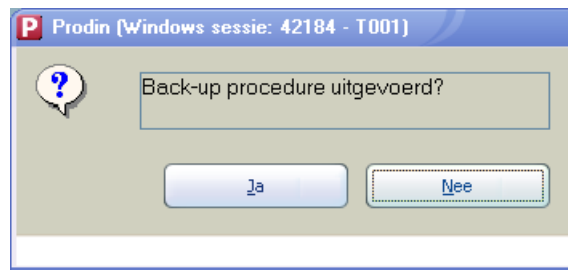 P Prodin (Windows sessie: 42184 - T001)
?
Back-up procedure uitgevoerd?
Ja
Nee